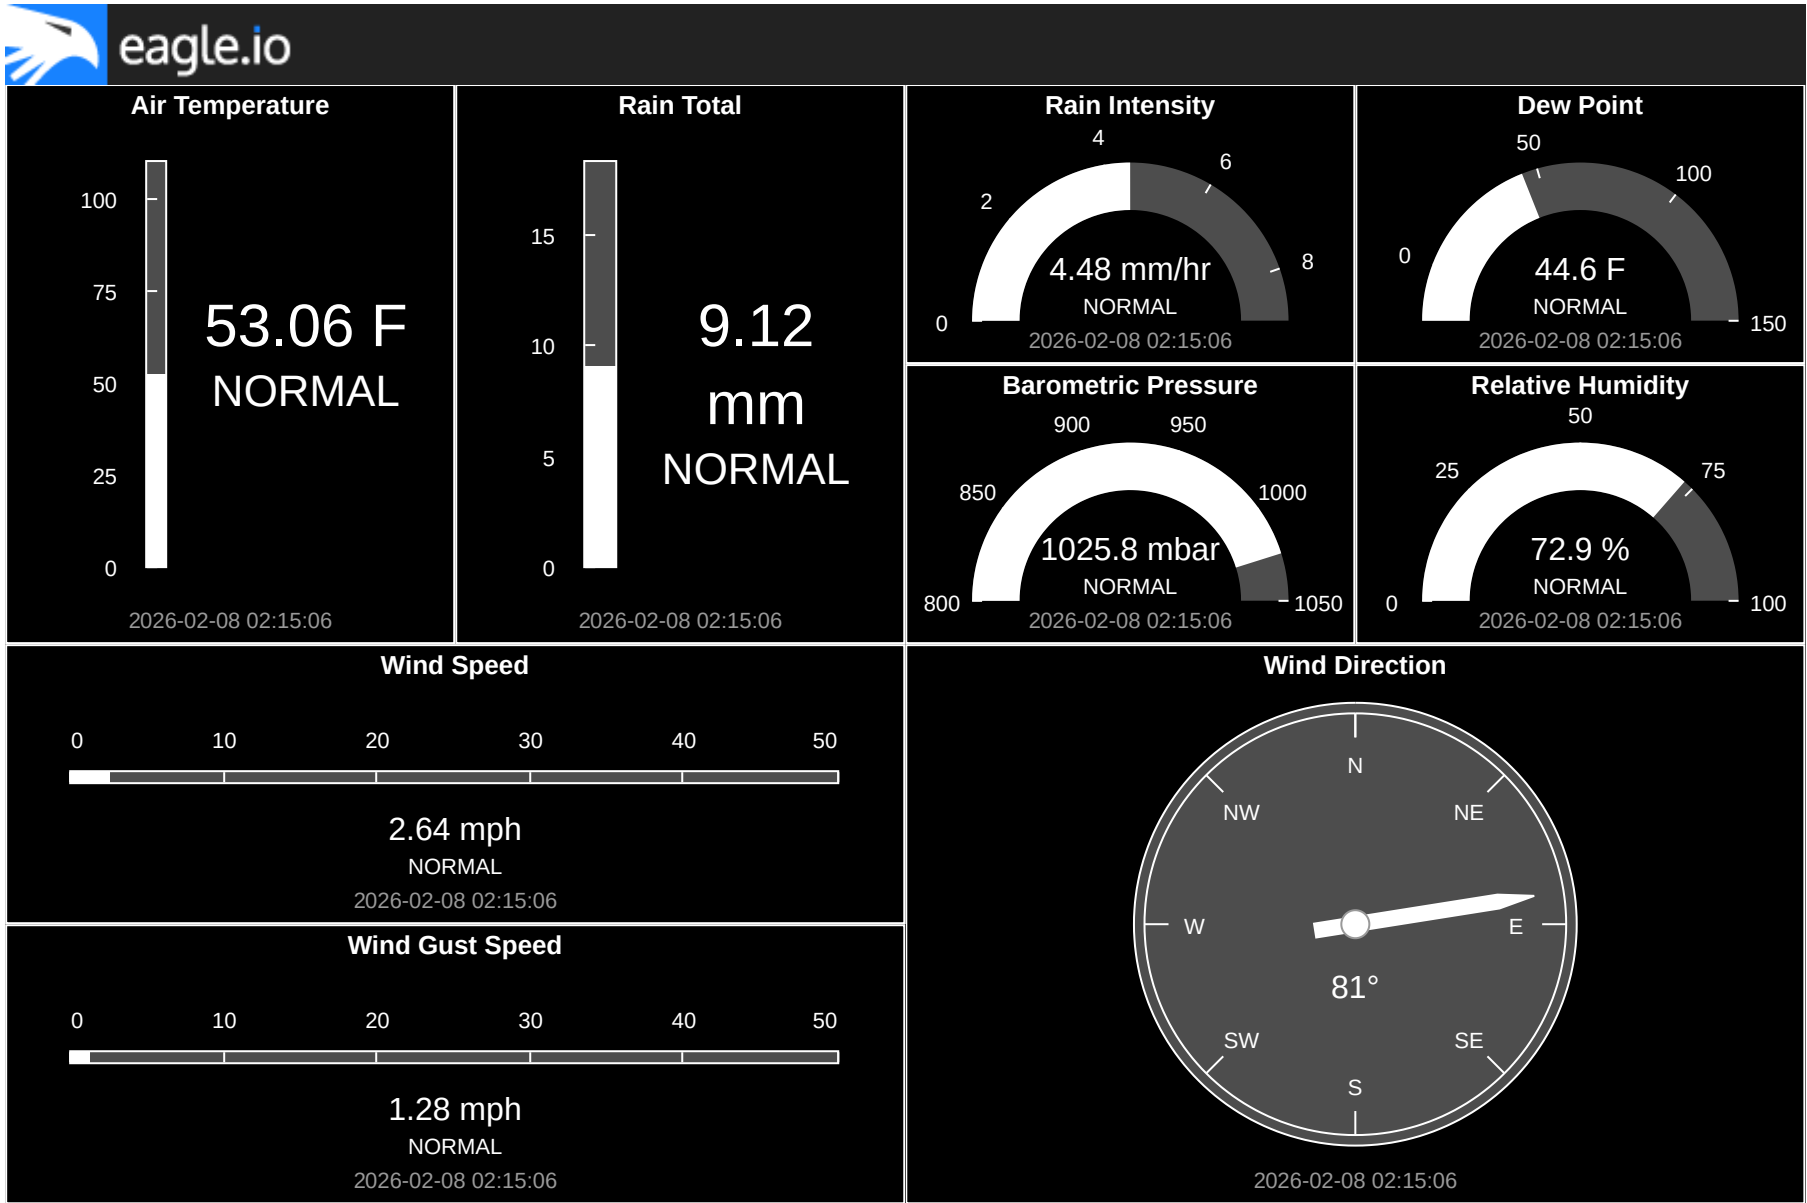 eagle.io
Air Temperature
100
75
50
25
0
53.06 F
NORMAL
2026-02-08 02:15:06
Rain Total
15
10
5
0
9.12
mm
NORMAL
2026-02-08 02:15:06
Rain Intensity
0
2
4
6
8
4.48 mm/hr
NORMAL
2026-02-08 02:15:06
Dew Point
0
50
100
150
44.6 F
NORMAL
2026-02-08 02:15:06
Barometric Pressure
800
850
900
950
1000
1050
1025.8 mbar
NORMAL
2026-02-08 02:15:06
Relative Humidity
0
25
50
75
100
72.9 %
NORMAL
2026-02-08 02:15:06
Wind Speed
0 10 20 30 40 50
2.64 mph
NORMAL
2026-02-08 02:15:06
Wind Gust Speed
0 10 20 30 40 50
1.28 mph
NORMAL
2026-02-08 02:15:06
Wind Direction
N
NW NE
W E
81°
SW SE
S
2026-02-08 02:15:06